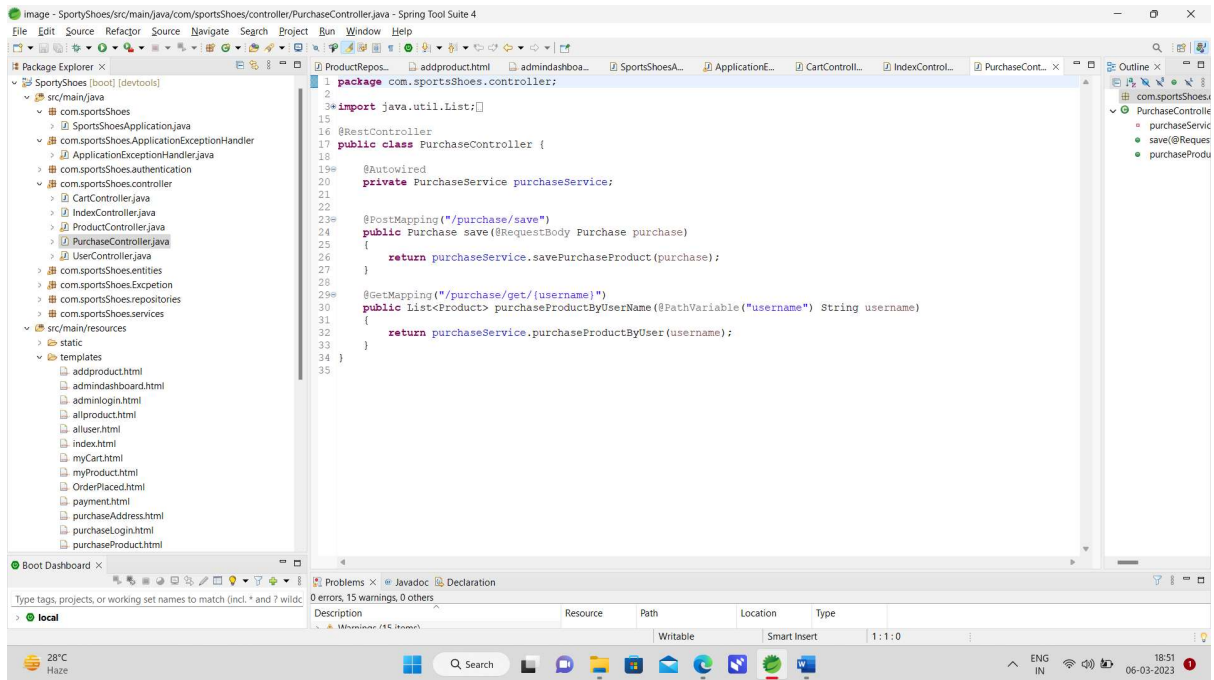 image - SportyShoes/src/main/java/com/sportsShoes/controller/PurchaseController.java - Spring Tool Suite 4
File Edit Source Refactor Source Navigate Search Project Run Window Help
Package Explorer
SportyShoes [boot] [devtools]
src/main/java
com.sportsShoes
SportsShoesApplication.java
com.sportsShoes.ApplicationExceptionHandler
ApplicationExceptionHandler.java
com.sportsShoes.authentication
com.sportsShoes.controller
CartController.java
IndexController.java
ProductController.java
PurchaseController.java
UserController.java
com.sportsShoes.entities
com.sportsShoes.Excpetion
com.sportsShoes.repositories
com.sportsShoes.services
src/main/resources
static
templates
addproduct.html
admindashboard.html
adminlogin.html
allproduct.html
alluser.html
index.html
myCart.html
myProduct.html
OrderPlaced.html
payment.html
purchaseAddress.html
purchaseLogin.html
purchaseProduct.html
ProductRepos... addproduct.html admindashboa... SportsShoesA... ApplicationE... CartControll... IndexControl... PurchaseCont...
1 package com.sportsShoes.controller;
2
3 import java.util.List;
15
16 @RestController
17 public class PurchaseController {
18
19 @Autowired
20 private PurchaseService purchaseService;
21
22
23 @PostMapping("/purchase/save")
24 public Purchase save(@RequestBody Purchase purchase)
25 {
26 return purchaseService.savePurchaseProduct(purchase);
27 }
28
29 @GetMapping("/purchase/get/{username}")
30 public List<Product> purchaseProductByUserName(@PathVariable("username") String username)
31 {
32 return purchaseService.purchaseProductByUser(username);
33 }
34 }
35
Outline
com.sportsShoes.c
PurchaseControlle
purchaseServic
save(@Reques
purchaseProdu
Boot Dashboard
Type tags, projects, or working set names to match (incl. * and ? wildc
local
Problems Javadoc Declaration
0 errors, 15 warnings, 0 others
Description Resource Path Location Type
Warnings (15 items)
Writable Smart Insert 1 : 1 : 0
28°C
Haze
Search
ENG
IN
18:51
06-03-2023
1